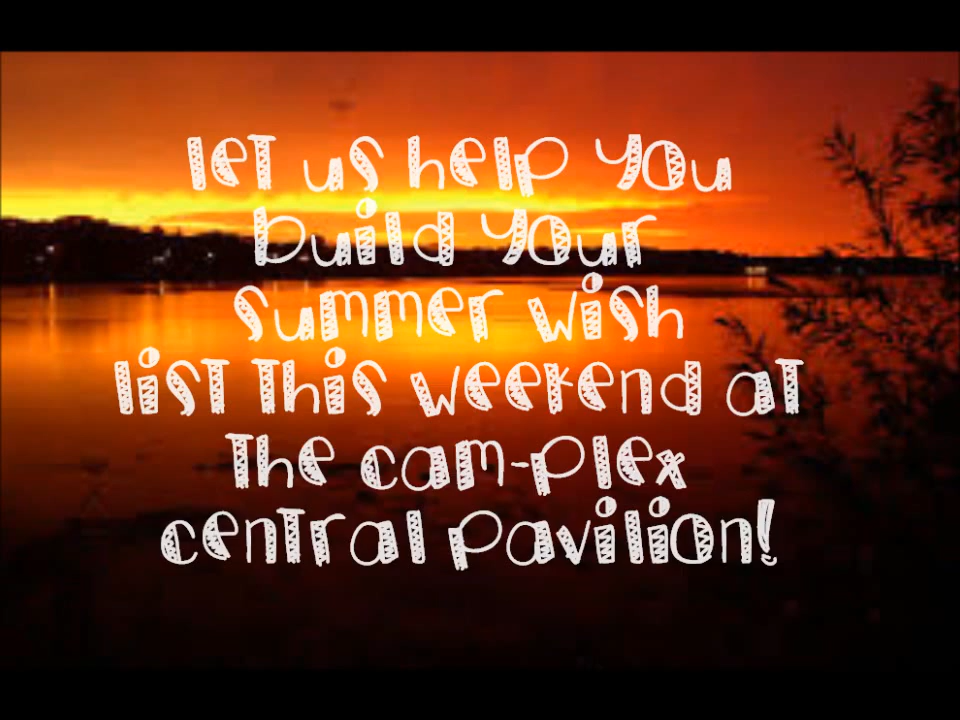 Let us help you
build your
summer wish
list this weekend at
the Cam-plex
Central Pavilion!